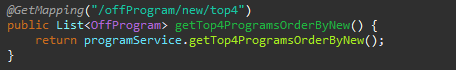 @GetMapping("/offProgram/new/top4")
public List<OffProgram> getTop4ProgramsOrderByNew() {
    return programService.getTop4ProgramsOrderByNew();
}